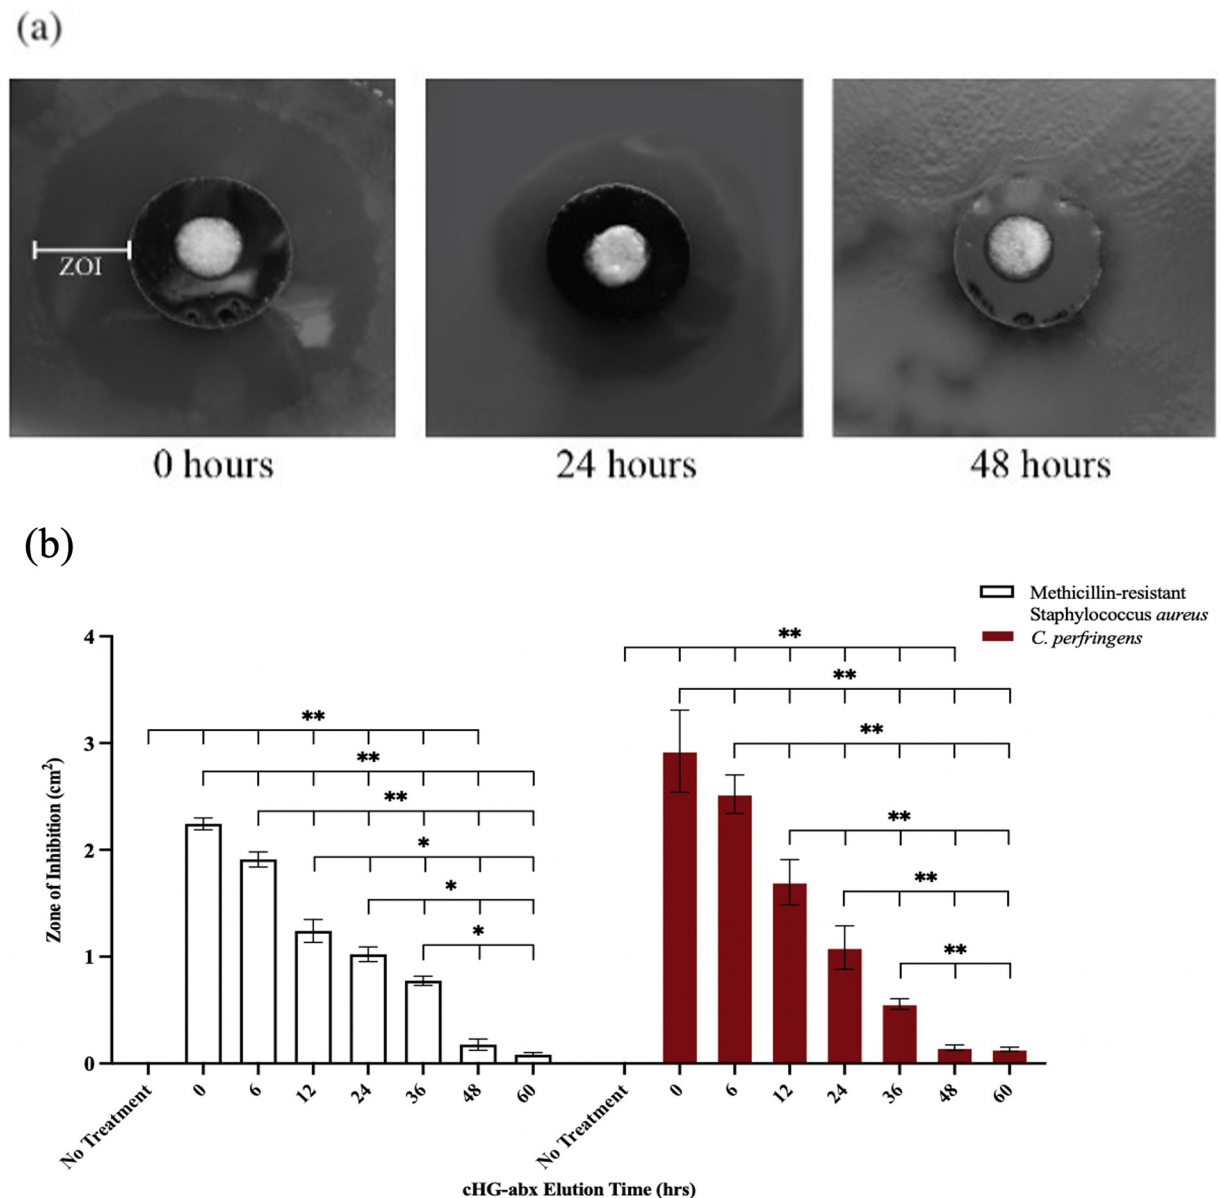 (a)
ZOI
0 hours
24 hours
48 hours
(b)
Methicillin-resistant
Staphylococcus aureus
C. perfringens
Zone of Inhibition (cm²)
4
3
2
1
0
**
**
**
*
*
*
**
**
**
**
**
**
No Treatment
0
6
12
24
36
48
60
No Treatment
0
6
12
24
36
48
60
cHG-abx Elution Time (hrs)